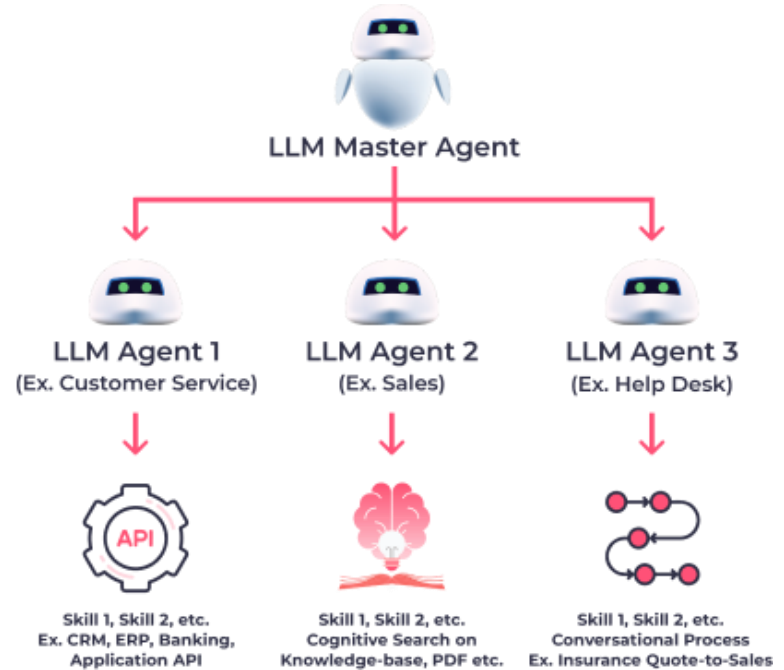 LLM Master Agent
LLM Agent 1
(Ex. Customer Service)
LLM Agent 2
(Ex. Sales)
LLM Agent 3
(Ex. Help Desk)
API
Skill 1, Skill 2, etc.
Ex. CRM, ERP, Banking,
Application API
Skill 1, Skill 2, etc.
Cognitive Search on
Knowledge-base, PDF etc.
Skill 1, Skill 2, etc.
Conversational Process
Ex. Insurance Quote-to-Sales